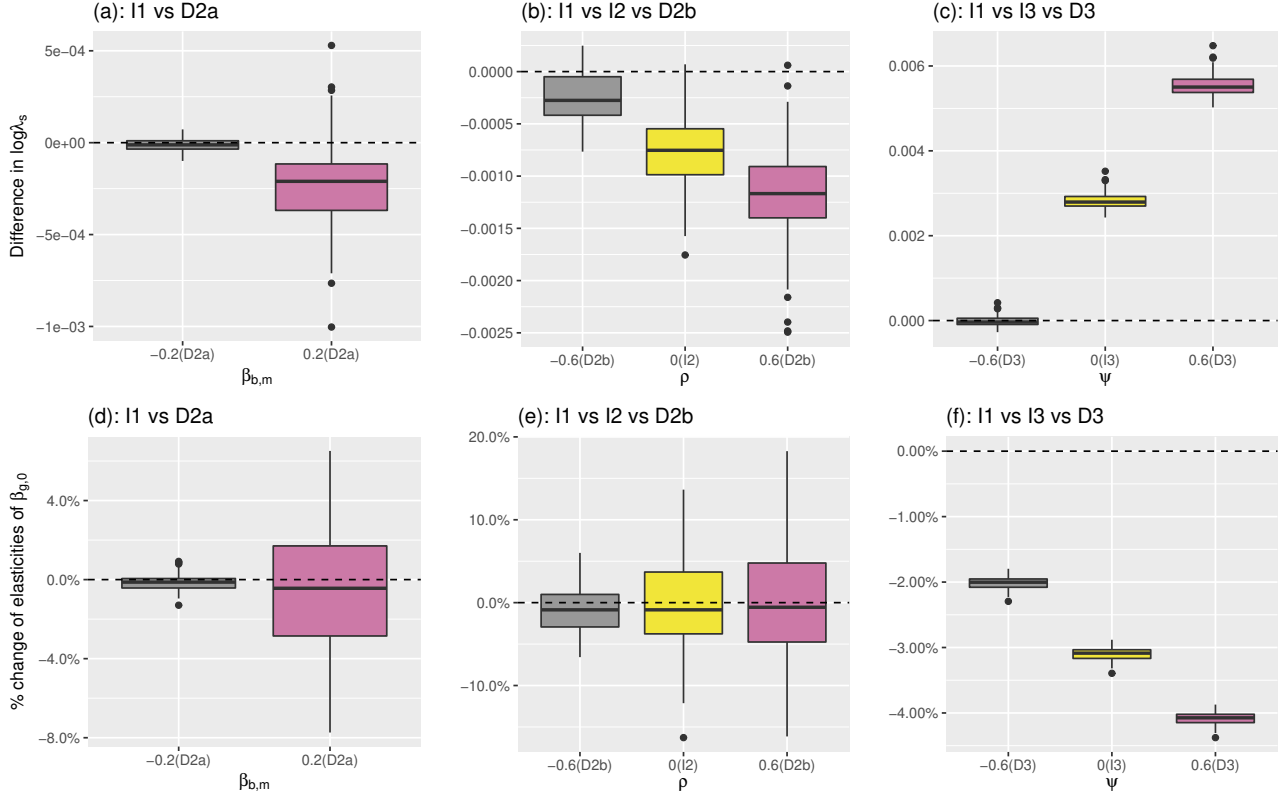 (a): I1 vs D2a
(b): I1 vs I2 vs D2b
(c): I1 vs I3 vs D3
Difference in logλs
5e−04
0e+00
−5e−04
−1e−03
−0.2(D2a)
0.2(D2a)
βb,m
0.0000
−0.0005
−0.0010
−0.0015
−0.0020
−0.0025
−0.6(D2b)
0(I2)
0.6(D2b)
ρ
0.006
0.004
0.002
0.000
−0.6(D3)
0(I3)
0.6(D3)
ψ
(d): I1 vs D2a
(e): I1 vs I2 vs D2b
(f): I1 vs I3 vs D3
% change of elasticities of βg,0
4.0%
0.0%
−4.0%
−8.0%
−0.2(D2a)
0.2(D2a)
βb,m
20.0%
10.0%
0.0%
−10.0%
−0.6(D2b)
0(I2)
0.6(D2b)
ρ
0.00%
−1.00%
−2.00%
−3.00%
−4.00%
−0.6(D3)
0(I3)
0.6(D3)
ψ